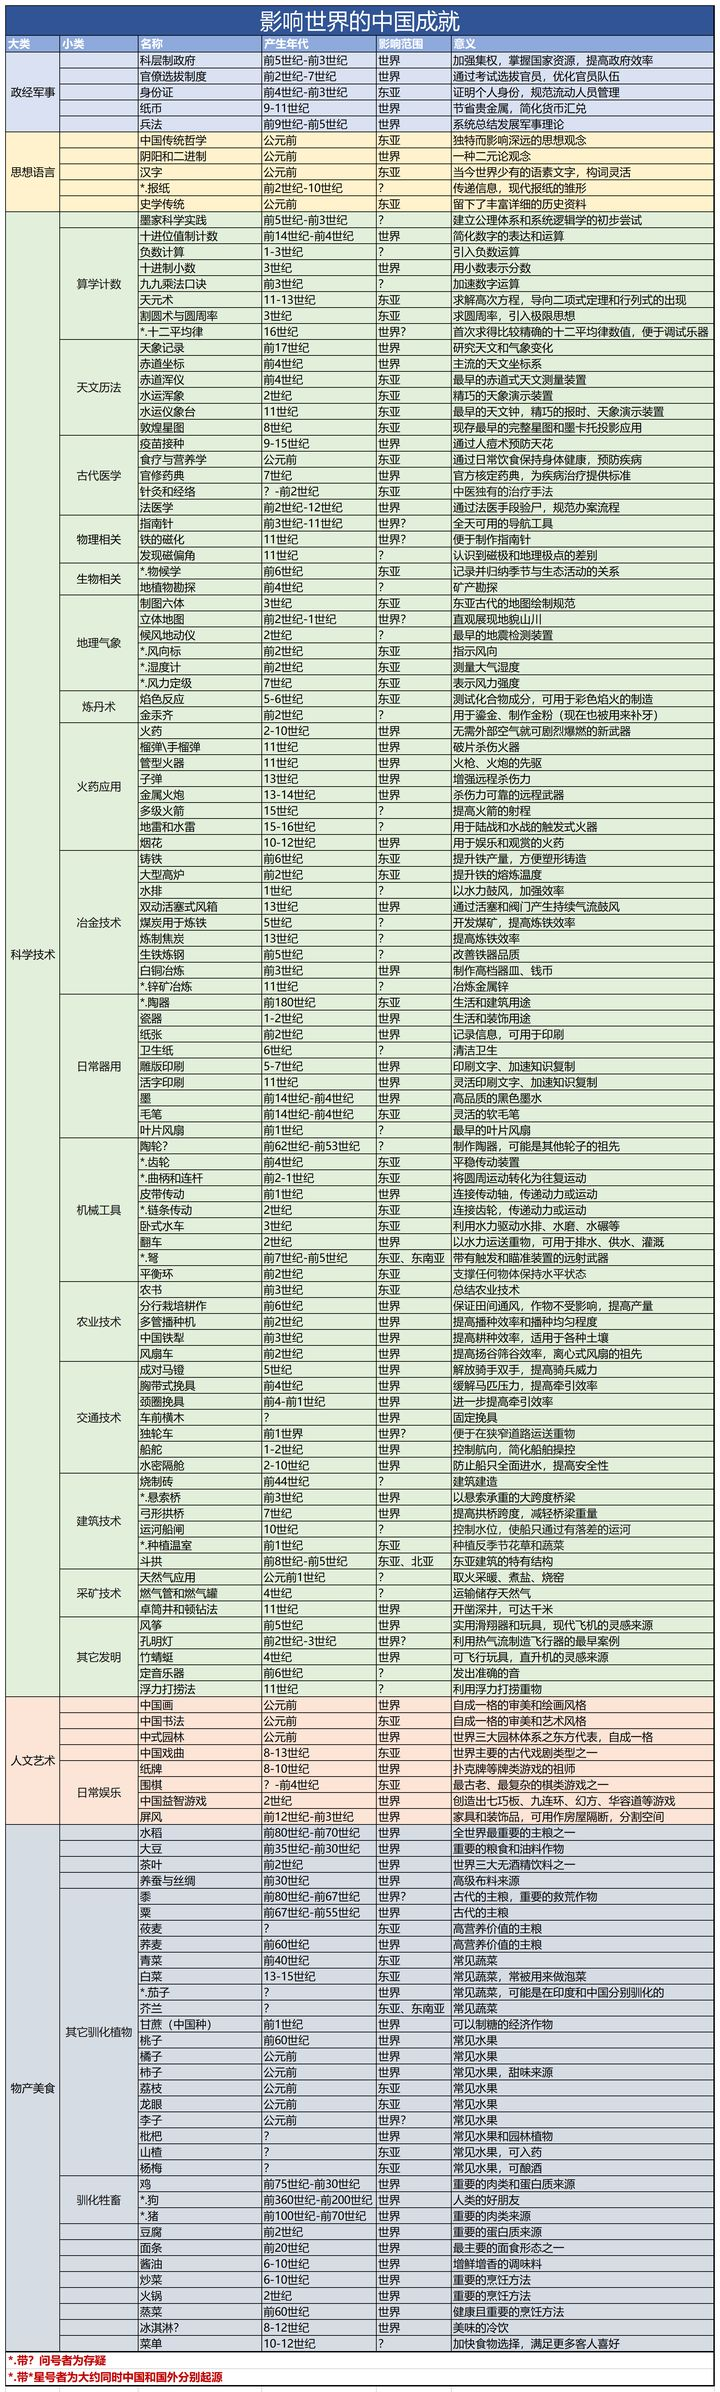 影响世界的中国成就
大类 小类 名称 产生年代 影响范围 意义
政经军事 科层制政府 前5世纪-前3世纪 世界 加强集权，掌握国家资源，提高政府效率
官僚选拔制度 前2世纪-7世纪 世界 通过考试选拔官员，优化官员队伍
身份证 前4世纪-前3世纪 东亚 证明个人身份，规范流动人员管理
纸币 9-11世纪 世界 节省贵金属，简化货币汇兑
兵法 前9世纪-前5世纪 世界 系统总结发展军事理论
思想语言 中国传统哲学 公元前 东亚 独特而影响深远的思想观念
阴阳和二进制 公元前 世界 一种二元论观念
汉字 公元前 东亚 当今世界少有的语素文字，构词灵活
*.报纸 前2世纪-10世纪 ? 传递信息，现代报纸的雏形
史学传统 公元前 东亚 留下了丰富详细的历史资料
科学技术 墨家科学实践 前5世纪-前3世纪 ? 建立公理体系和系统逻辑学的初步尝试
算学计数 十进位值制计数 前14世纪-前4世纪 世界 简化数字的表达和运算
负数计算 1-3世纪 ? 引入负数运算
十进制小数 3世纪 世界 用小数表示分数
九九乘法口诀 前3世纪 ? 加速数字运算
天元术 11-13世纪 东亚 求解高次方程，导向二项式定理和行列式的出现
割圆术与圆周率 3世纪 东亚 求圆周率，引入极限思想
*.十二平均律 16世纪 世界? 首次求得比较精确的十二平均律数值，便于调试乐器
天文历法 天象记录 前17世纪 世界 研究天文和气象变化
赤道坐标 前4世纪 世界 主流的天文坐标系
赤道浑仪 前4世纪 东亚 最早的赤道式天文测量装置
水运浑象 2世纪 东亚 精巧的天象演示装置
水运仪象台 11世纪 东亚 最早的天文钟，精巧的报时、天象演示装置
敦煌星图 8世纪 东亚 现存最早的完整星图和墨卡托投影应用
古代医学 疫苗接种 9-15世纪 世界 通过人痘术预防天花
食疗与营养学 公元前 东亚 通过日常饮食保持身体健康，预防疾病
官修药典 7世纪 世界 官方核定药典，为疾病治疗提供标准
针灸和经络 ？-前2世纪 东亚 中医独有的治疗手法
法医学 前2世纪-12世纪 世界 通过法医手段验尸，规范办案流程
物理相关 指南针 前3世纪-11世纪 世界? 全天可用的导航工具
铁的磁化 11世纪 世界? 便于制作指南针
发现磁偏角 11世纪 ? 认识到磁极和地理极点的差别
生物相关 *.物候学 前6世纪 东亚 记录并归纳季节与生态活动的关系
地植物勘探 前4世纪 ? 矿产勘探
地理气象 制图六体 3世纪 东亚 东亚古代的地图绘制规范
立体地图 前2世纪-1世纪 世界? 直观展现地貌山川
候风地动仪 2世纪 ? 最早的地震检测装置
*.风向标 前2世纪 东亚 指示风向
*.湿度计 前2世纪 东亚 测量大气湿度
*.风力定级 7世纪 东亚 表示风力强度
炼丹术 焰色反应 5-6世纪 东亚 测试化合物成分，可用于彩色焰火的制造
金汞齐 前2世纪 ? 用于鎏金、制作金粉（现在也被用来补牙）
火药应用 火药 2-10世纪 世界 无需外部空气就可剧烈爆燃的新武器
榴弹\手榴弹 11世纪 世界 破片杀伤火器
管型火器 11世纪 世界 火枪、火炮的先驱
子弹 13世纪 世界 增强远程杀伤力
金属火炮 13-14世纪 世界 杀伤力可靠的远程武器
多级火箭 15世纪 ? 提高火箭的射程
地雷和水雷 15-16世纪 ? 用于陆战和水战的触发式火器
烟花 10-12世纪 世界 用于娱乐和观赏的火药
冶金技术 铸铁 前6世纪 东亚 提升铁产量，方便塑形铸造
大型高炉 前2世纪 东亚 提升铁的熔炼温度
水排 1世纪 ? 以水力鼓风，加强效率
双动活塞式风箱 13世纪 世界 通过活塞和阀门产生持续气流鼓风
煤炭用于炼铁 5世纪 ? 开发煤矿，提高炼铁效率
炼制焦炭 13世纪 ? 提高炼铁效率
生铁炼钢 前5世纪 ? 改善铁器品质
白铜冶炼 前3世纪 世界 制作高档器皿、钱币
*.锌矿冶炼 11世纪 ? 冶炼金属锌
日常器用 *.陶器 前180世纪 东亚 生活和建筑用途
瓷器 1-2世纪 世界 生活和装饰用途
纸张 前2世纪 世界 记录信息，可用于印刷
卫生纸 6世纪 ? 清洁卫生
雕版印刷 5-7世纪 世界 印刷文字、加速知识复制
活字印刷 11世纪 世界 灵活印刷文字、加速知识复制
墨 前14世纪-前4世纪 世界 高品质的黑色墨水
毛笔 前14世纪-前4世纪 东亚 灵活的软毛笔
叶片风扇 前1世纪 ? 最早的叶片风扇
机械工具 陶轮? 前62世纪-前53世纪 ? 制作陶器，可能是其他轮子的祖先
*.齿轮 前4世纪 东亚 平稳传动装置
*.曲柄和连杆 前2-1世纪 东亚 将圆周运动转化为往复运动
皮带传动 前1世纪 世界 连接传动轴，传递动力或运动
*.链条传动 2世纪 东亚 连接齿轮，传递动力或运动
卧式水车 3世纪 东亚 利用水力驱动水排、水磨、水碾等
翻车 2世纪 世界 以水力运送重物，可用于排水、供水、灌溉
*.弩 前7世纪-前5世纪 东亚、东南亚 带有触发和瞄准装置的远射武器
平衡环 前2世纪 东亚 支撑任何物体保持水平状态
农业技术 农书 前3世纪 东亚 总结农业技术
分行栽培耕作 前6世纪 世界 保证田间通风，作物不受影响，提高产量
多管播种机 前2世纪 世界 提高播种效率和播种均匀程度
中国铁犁 前3世纪 世界 提高耕种效率，适用于各种土壤
风扇车 前2世纪 世界 提高扬谷筛谷效率，离心式风扇的祖先
交通技术 成对马镫 5世纪 世界 解放骑手双手，提高骑兵威力
胸带式挽具 前4世纪 世界 缓解马匹压力，提高牵引效率
颈圈挽具 前4-前1世纪 世界 进一步提高牵引效率
车前横木 ? 世界 固定挽具
独轮车 前1世界 世界? 便于在狭窄道路运送重物
船舵 1-2世纪 世界 控制航向，简化船舶操控
水密隔舱 2-10世纪 世界 防止船只全面进水，提高安全性
建筑技术 烧制砖 前44世纪 ? 建筑建造
*.悬索桥 前3世纪 世界 以悬索承重的大跨度桥梁
弓形拱桥 7世纪 世界 提高拱桥跨度，减轻桥梁重量
运河船闸 10世纪 ? 控制水位，使船只通过有落差的运河
*.种植温室 前1世纪 东亚 种植反季节花草和蔬菜
斗拱 前8世纪-前5世纪 东亚、北亚 东亚建筑的特有结构
采矿技术 天然气应用 公元前1世纪 ? 取火采暖、煮盐、烧窑
燃气管和燃气罐 4世纪 ? 运输储存天然气
卓筒井和顿钻法 11世纪 世界 开凿深井，可达千米
其它发明 风筝 前5世纪 世界 实用滑翔器和玩具，现代飞机的灵感来源
孔明灯 前2世纪-3世纪 世界? 利用热气流制造飞行器的最早案例
竹蜻蜓 4世纪 世界 可飞行玩具，直升机的灵感来源
定音乐器 前6世纪 ? 发出准确的音
浮力打捞法 11世纪 ? 利用浮力打捞重物
人文艺术 中国画 公元前 世界 自成一格的审美和绘画风格
中国书法 公元前 东亚 自成一格的审美和艺术风格
中式园林 公元前 世界 世界三大园林体系之东方代表，自成一格
中国戏曲 8-13世纪 东亚 世界主要的古代戏剧类型之一
日常娱乐 纸牌 8-10世纪 世界 扑克牌等牌类游戏的祖师
围棋 ？-前4世纪 东亚 最古老、最复杂的棋类游戏之一
中国益智游戏 2世纪 世界 创造出七巧板、九连环、幻方、华容道等游戏
屏风 前12世纪-前3世纪 世界 家具和装饰品，可用作房屋隔断，分割空间
物产美食 水稻 前80世纪-前70世纪 世界 全世界最重要的主粮之一
大豆 前35世纪-前30世纪 世界 重要的粮食和油料作物
茶叶 前2世纪 世界 世界三大无酒精饮料之一
养蚕与丝绸 前30世纪 世界 高级布料来源
其它驯化植物 黍 前80世纪-前67世纪 世界? 古代的主粮，重要的救荒作物
粟 前67世纪-前55世纪 世界 古代的主粮
莜麦 ? 东亚 高营养价值的主粮
荞麦 前60世纪 世界 高营养价值的主粮
青菜 前40世纪 东亚 常见蔬菜
白菜 13-15世纪 东亚 常见蔬菜，常被用来做泡菜
*.茄子 ? 世界 常见蔬菜，可能是在印度和中国分别驯化的
芥兰 ? 东亚、东南亚 常见蔬菜
甘蔗（中国种） 前1世纪 世界 可以制糖的经济作物
桃子 前60世纪 世界 常见水果
橘子 公元前 世界 常见水果
柿子 公元前 世界 常见水果，甜味来源
荔枝 公元前 东亚 常见水果
龙眼 公元前 东亚 常见水果
李子 公元前 世界? 常见水果
枇杷 ? 世界 常见水果和园林植物
山楂 ? 东亚 常见水果，可入药
杨梅 ? 东亚 常见水果，可酿酒
驯化牲畜 鸡 前75世纪-前30世纪 世界 重要的肉类和蛋白质来源
*.狗 前360世纪-前200世纪 世界 人类的好朋友
*.猪 前100世纪-前70世纪 世界 重要的肉类来源
豆腐 前2世纪 世界 重要的蛋白质来源
面条 前20世纪 世界 最主要的面食形态之一
酱油 6-10世纪 世界 增鲜增香的调味料
炒菜 6-10世纪 世界 重要的烹饪方法
火锅 2世纪 世界 重要的烹饪方法
蒸菜 前60世纪 世界 健康且重要的烹饪方法
冰淇淋? 8-12世纪 世界 美味的冷饮
菜单 10-12世纪 ? 加快食物选择，满足更多客人喜好
*.带？问号者为存疑
*.带*星号者为大约同时中国和国外分别起源